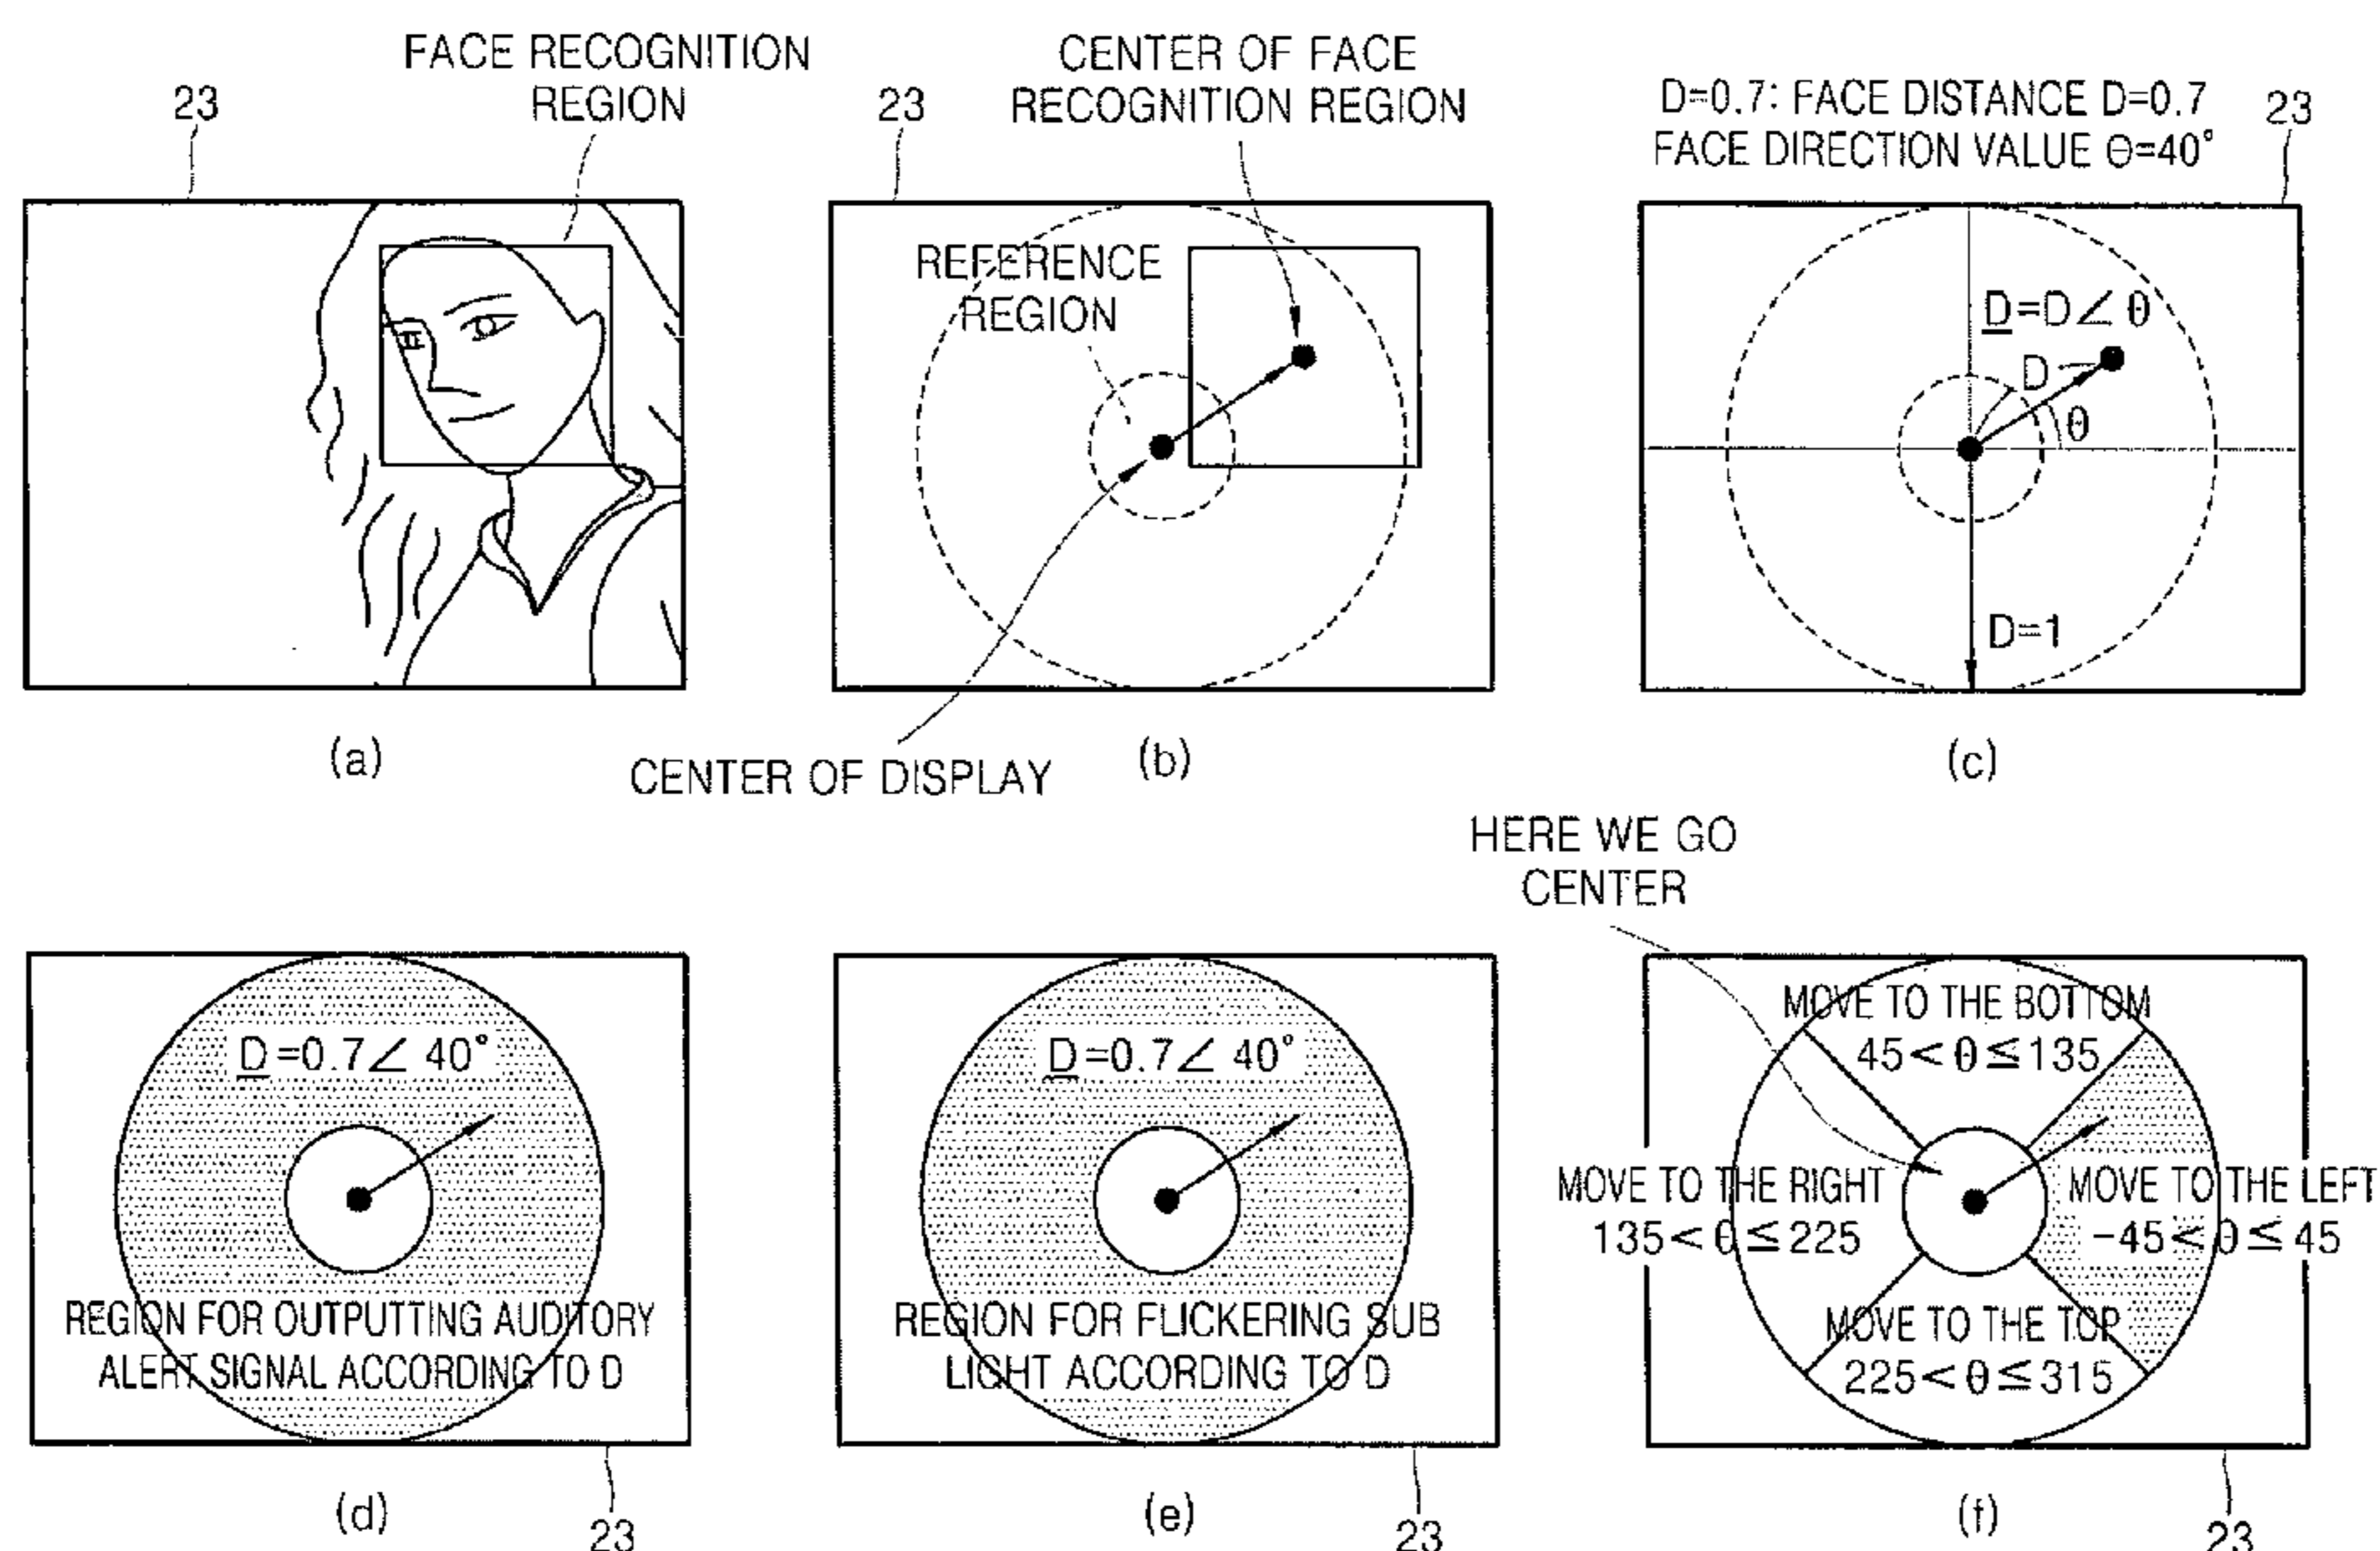 FACE RECOGNITION
REGION
23
CENTER OF FACE
RECOGNITION REGION
23
D=0.7: FACE DISTANCE D=0.7
FACE DIRECTION VALUE Θ=40°
23
REFERENCE
REGION
D=D∠ θ
D
θ
D=1
(a)
CENTER OF DISPLAY
(b)
(c)
HERE WE GO
CENTER
D=0.7∠ 40°
REGION FOR OUTPUTTING AUDITORY
ALERT SIGNAL ACCORDING TO D
(d)
23
D=0.7∠ 40°
REGION FOR FLICKERING SUB
LIGHT ACCORDING TO D
(e)
23
MOVE TO THE BOTTOM
45<θ≤135
MOVE TO THE RIGHT
135<θ≤225
MOVE TO THE LEFT
-45<θ≤45
MOVE TO THE TOP
225<θ≤315
(f)
23